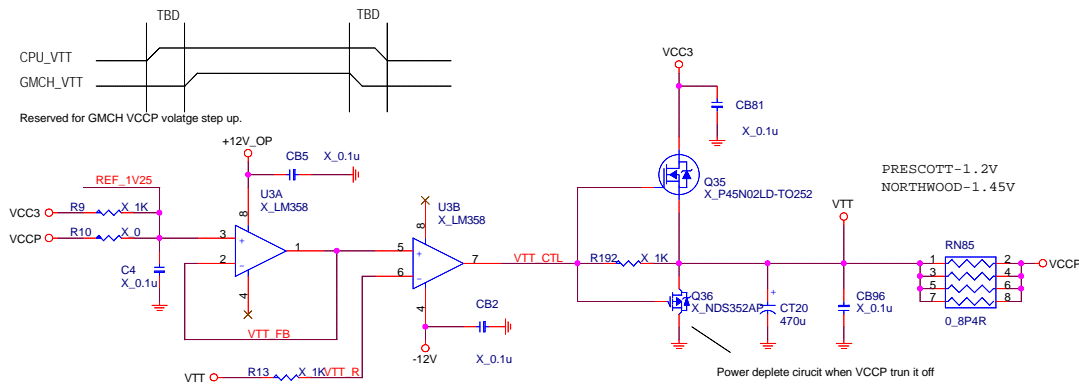 TBD TBD
CPU_VTT
GMCH_VTT
Reserved for GMCH VCCP volatge step up.
VCC3
CB81
X_0.1u
+12V_OP
CB5
X_0.1u
REF_1V25
U3A
X_LM358
U3B
X_LM358
Q35
X_P45N02LD-TO252
PRESCOTT-1.2V
NORTHWOOD-1.45V
VCC3 R9 X_1K
VCCP R10 X_0
8
3
+
1
2
-
4
C4
X_0.1u
8
5
+
7
6
-
4
VTT_CTL
R192 X_1K
VTT
RN85
1 2
3 4
5 6
7 8
VCCP
0_8P4R
Q36
X_NDS352AP
+
CT20
470u
CB96
X_0.1u
CB2
X_0.1u
-12V
VTT_FB
VTT R13 X_1K VTT_R
Power deplete cirucit when VCCP trun it off